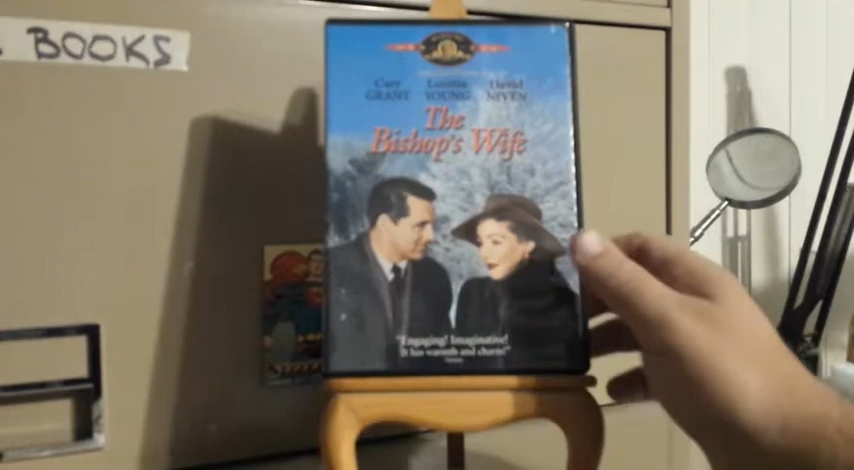 BOOKS
Cary Loretta David
GRANT YOUNG NIVEN
The
Bishop's Wife
"Engaging! Imaginative!
It has warmth and charm!"